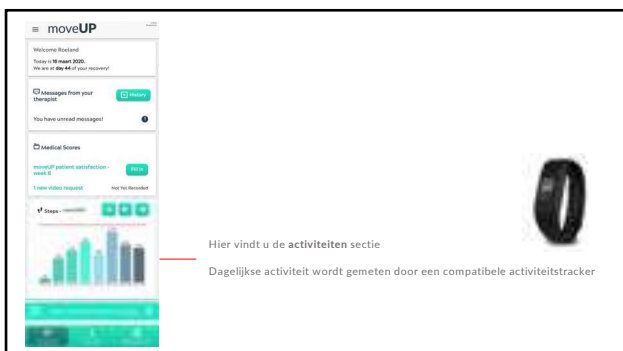 moveUP
Welcome Roeland
Today is 15 maart 2020.
We are at day 44 of your recovery!
Messages from your therapist
History
You have unread messages!
Medical Scores
moveUP patient satisfaction - week 6
Fill in
1 new video request
Not Yet Recorded
Steps -
Hier vindt u de activiteiten sectie
Dagelijkse activiteit wordt gemeten door een compatibele activiteitstracker